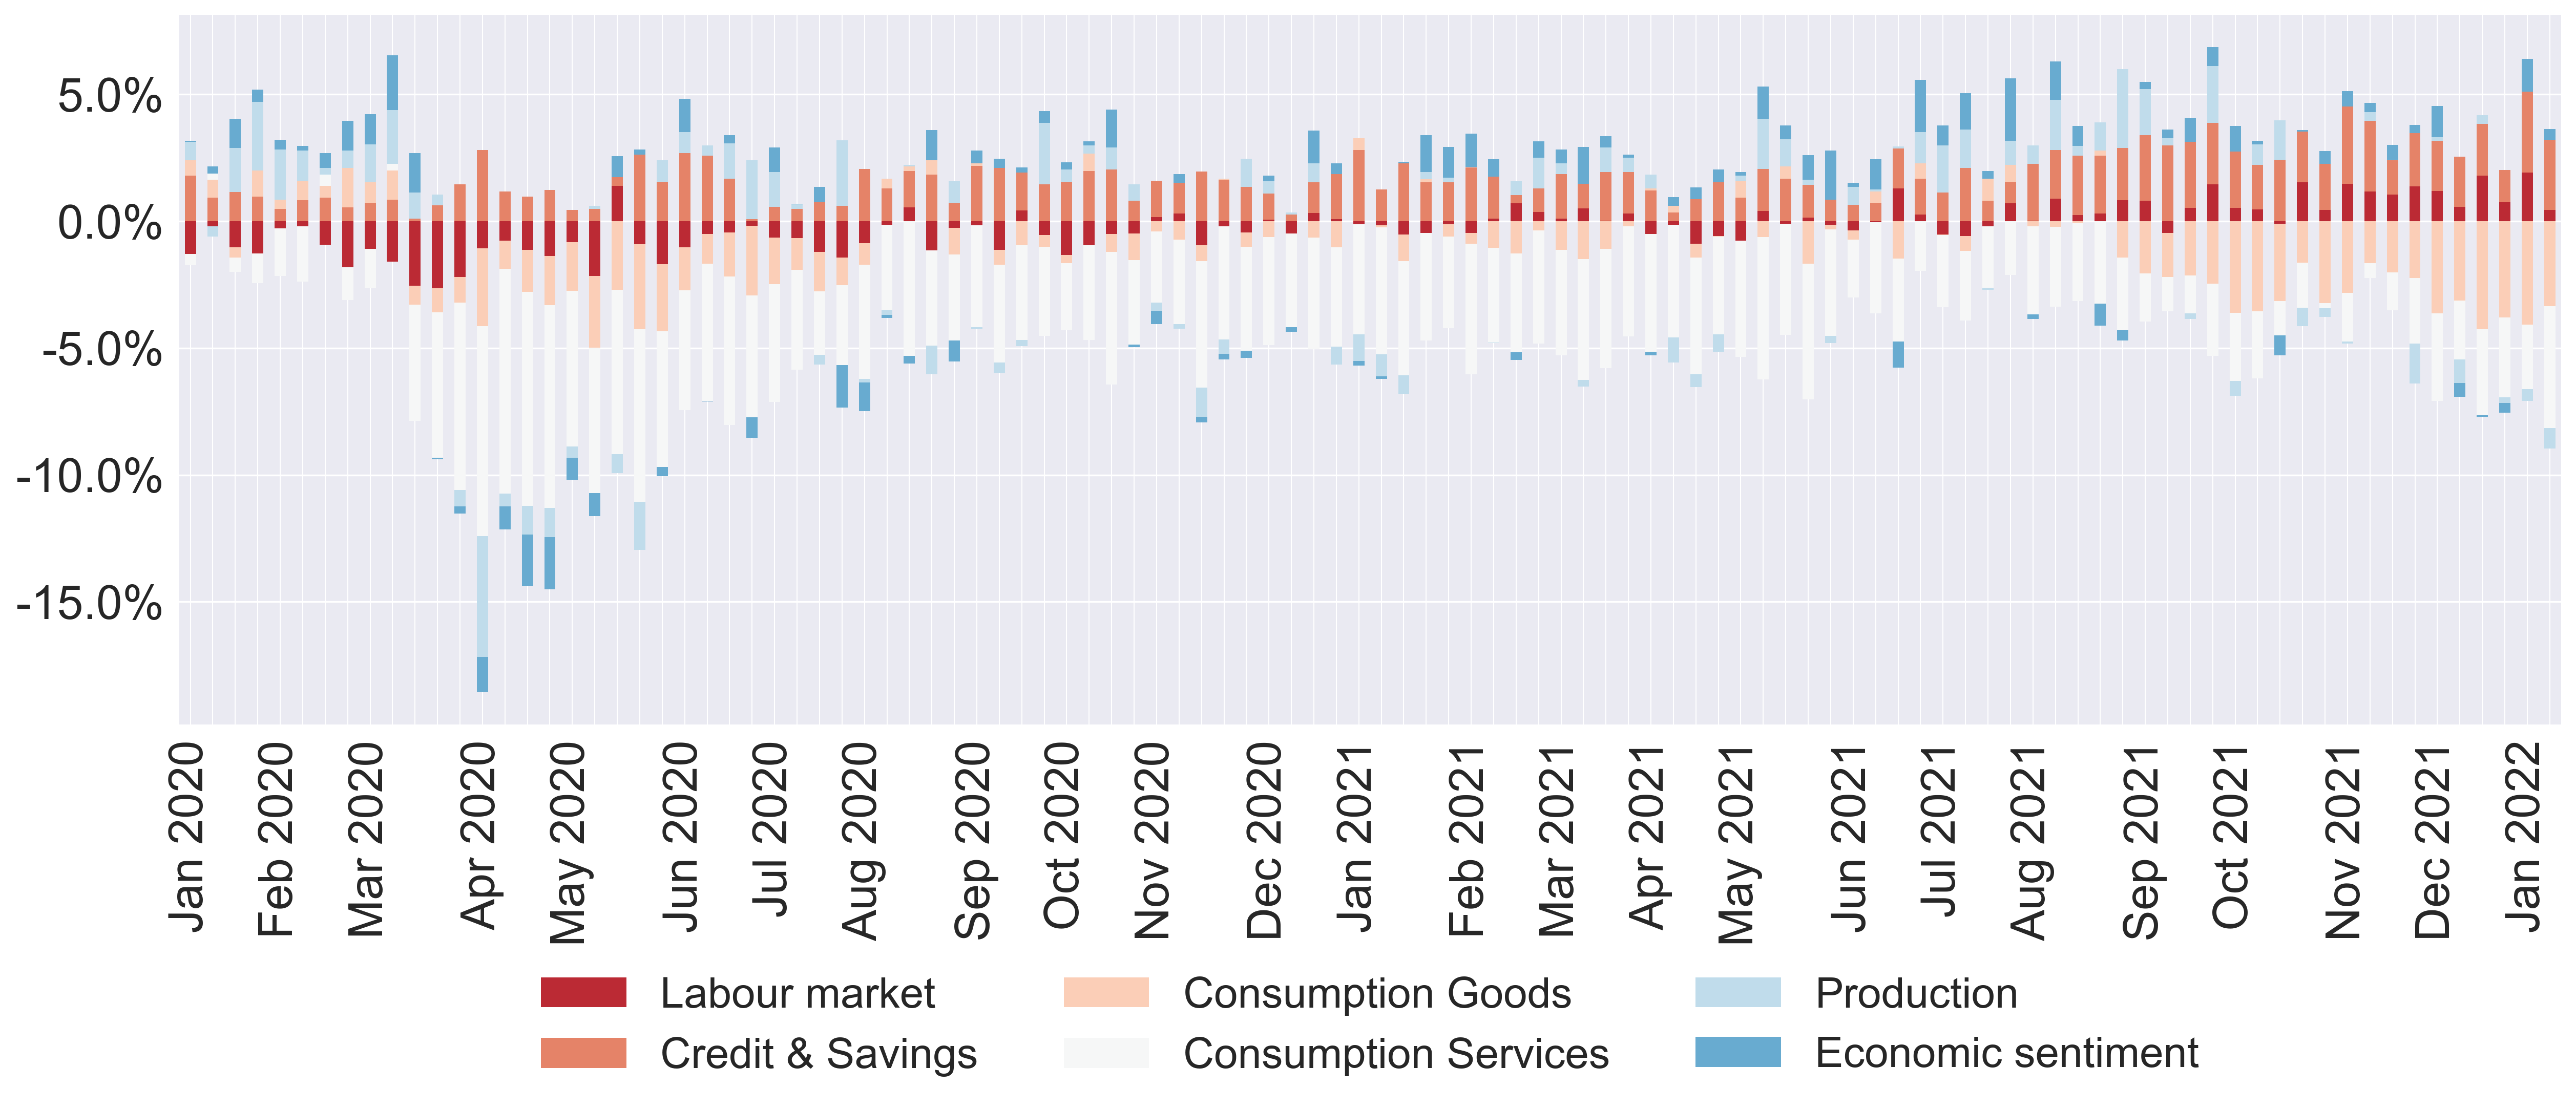 5.0%
0.0%
-5.0%
-10.0%
-15.0%
Jan 2020
Feb 2020
Mar 2020
Apr 2020
May 2020
Jun 2020
Jul 2020
Aug 2020
Sep 2020
Oct 2020
Nov 2020
Dec 2020
Jan 2021
Feb 2021
Mar 2021
Apr 2021
May 2021
Jun 2021
Jul 2021
Aug 2021
Sep 2021
Oct 2021
Nov 2021
Dec 2021
Jan 2022
Labour market
Credit & Savings
Consumption Goods
Consumption Services
Production
Economic sentiment